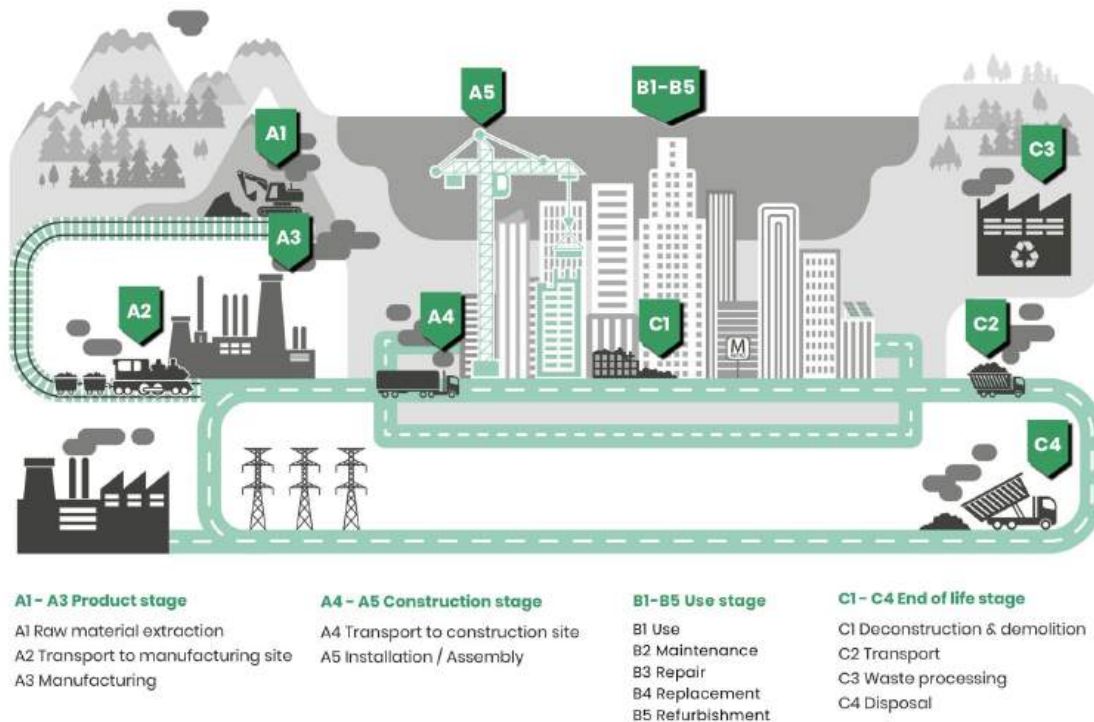 A5
B1-B5
A1
C3
A3
A2
A4
C1
C2
M
C4
A1 - A3 Product stage
A1 Raw material extraction
A2 Transport to manufacturing site
A3 Manufacturing
A4 - A5 Construction stage
A4 Transport to construction site
A5 Installation / Assembly
B1-B5 Use stage
B1 Use
B2 Maintenance
B3 Repair
B4 Replacement
B5 Refurbishment
C1 - C4 End of life stage
C1 Deconstruction & demolition
C2 Transport
C3 Waste processing
C4 Disposal